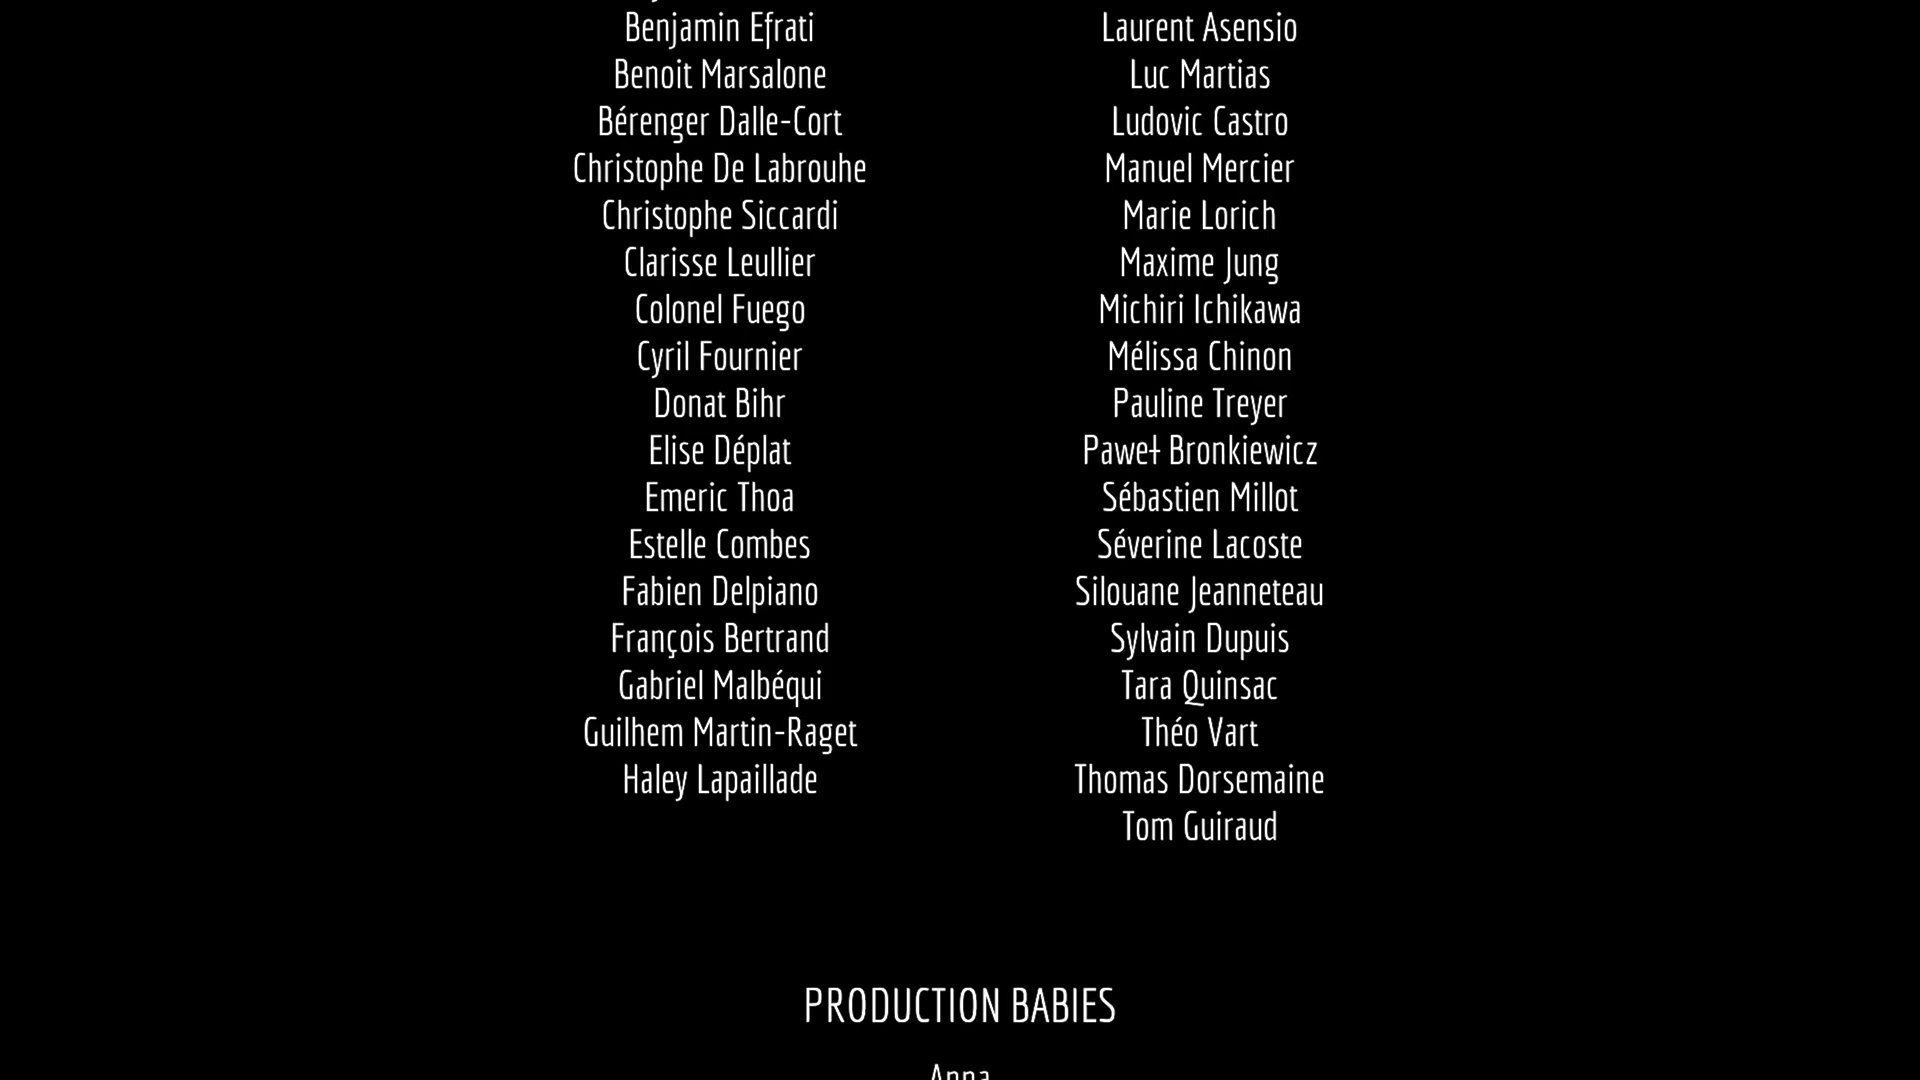 Benjamin Efrati
Benoit Marsalone
Bérenger Dalle-Cort
Christophe De Labrouhe
Christophe Siccardi
Clarisse Leullier
Colonel Fuego
Cyril Fournier
Donat Bihr
Elise Déplat
Emeric Thoa
Estelle Combes
Fabien Delpiano
François Bertrand
Gabriel Malbéqui
Guilhem Martin-Raget
Haley Lapaillade
Laurent Asensio
Luc Martias
Ludovic Castro
Manuel Mercier
Marie Lorich
Maxime Jung
Michiri Ichikawa
Mélissa Chinon
Pauline Treyer
Paweł Bronkiewicz
Sébastien Millot
Séverine Lacoste
Silouane Jeanneteau
Sylvain Dupuis
Tara Quinsac
Théo Vart
Thomas Dorsemaine
Tom Guiraud
PRODUCTION BABIES
Anna